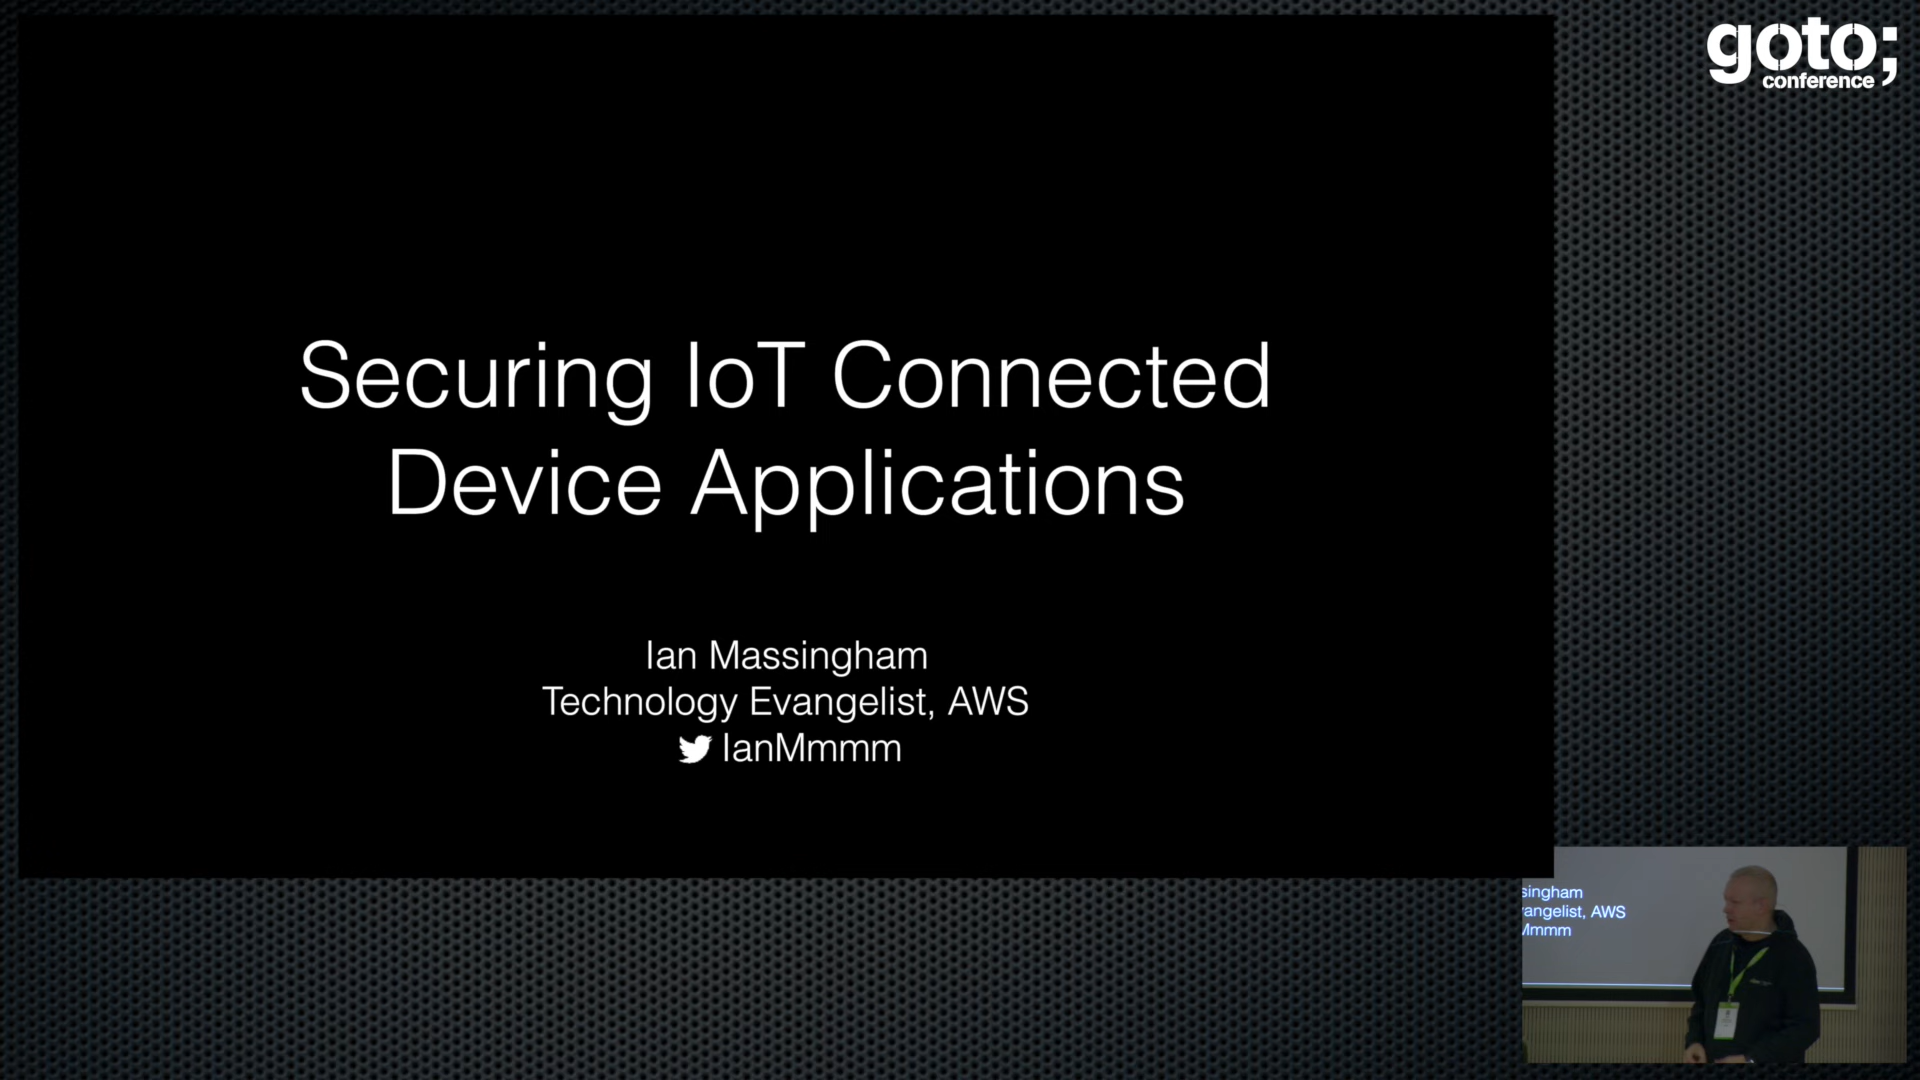 goto;
conference
Securing IoT Connected
Device Applications
Ian Massingham
Technology Evangelist, AWS
IanMmmm
singham
angelist, AWS
Mmmm